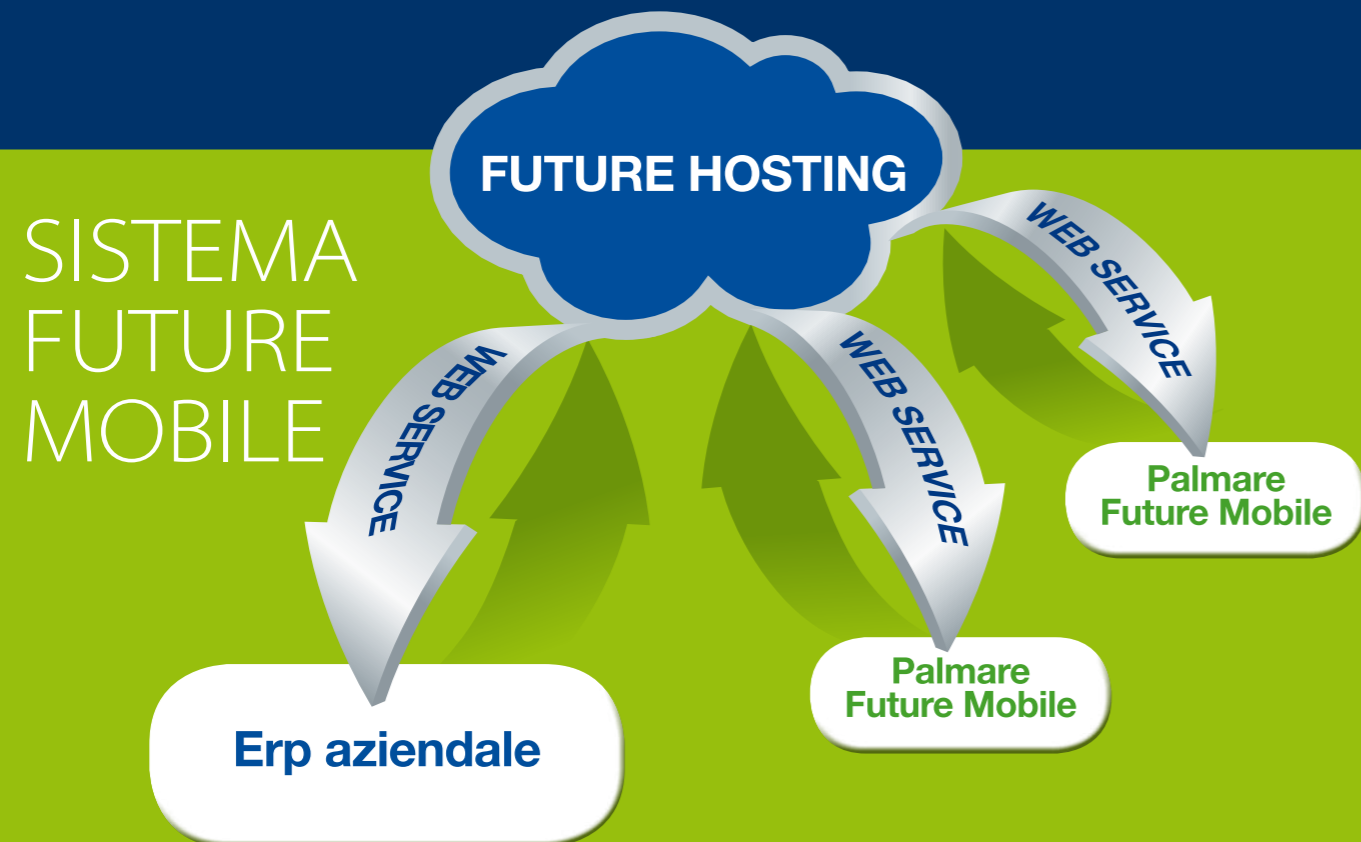 FUTURE HOSTING
SISTEMA
FUTURE
MOBILE
WEB SERVICE
WEB SERVICE
WEB SERVICE
Palmare
Future Mobile
Palmare
Future Mobile
Erp aziendale